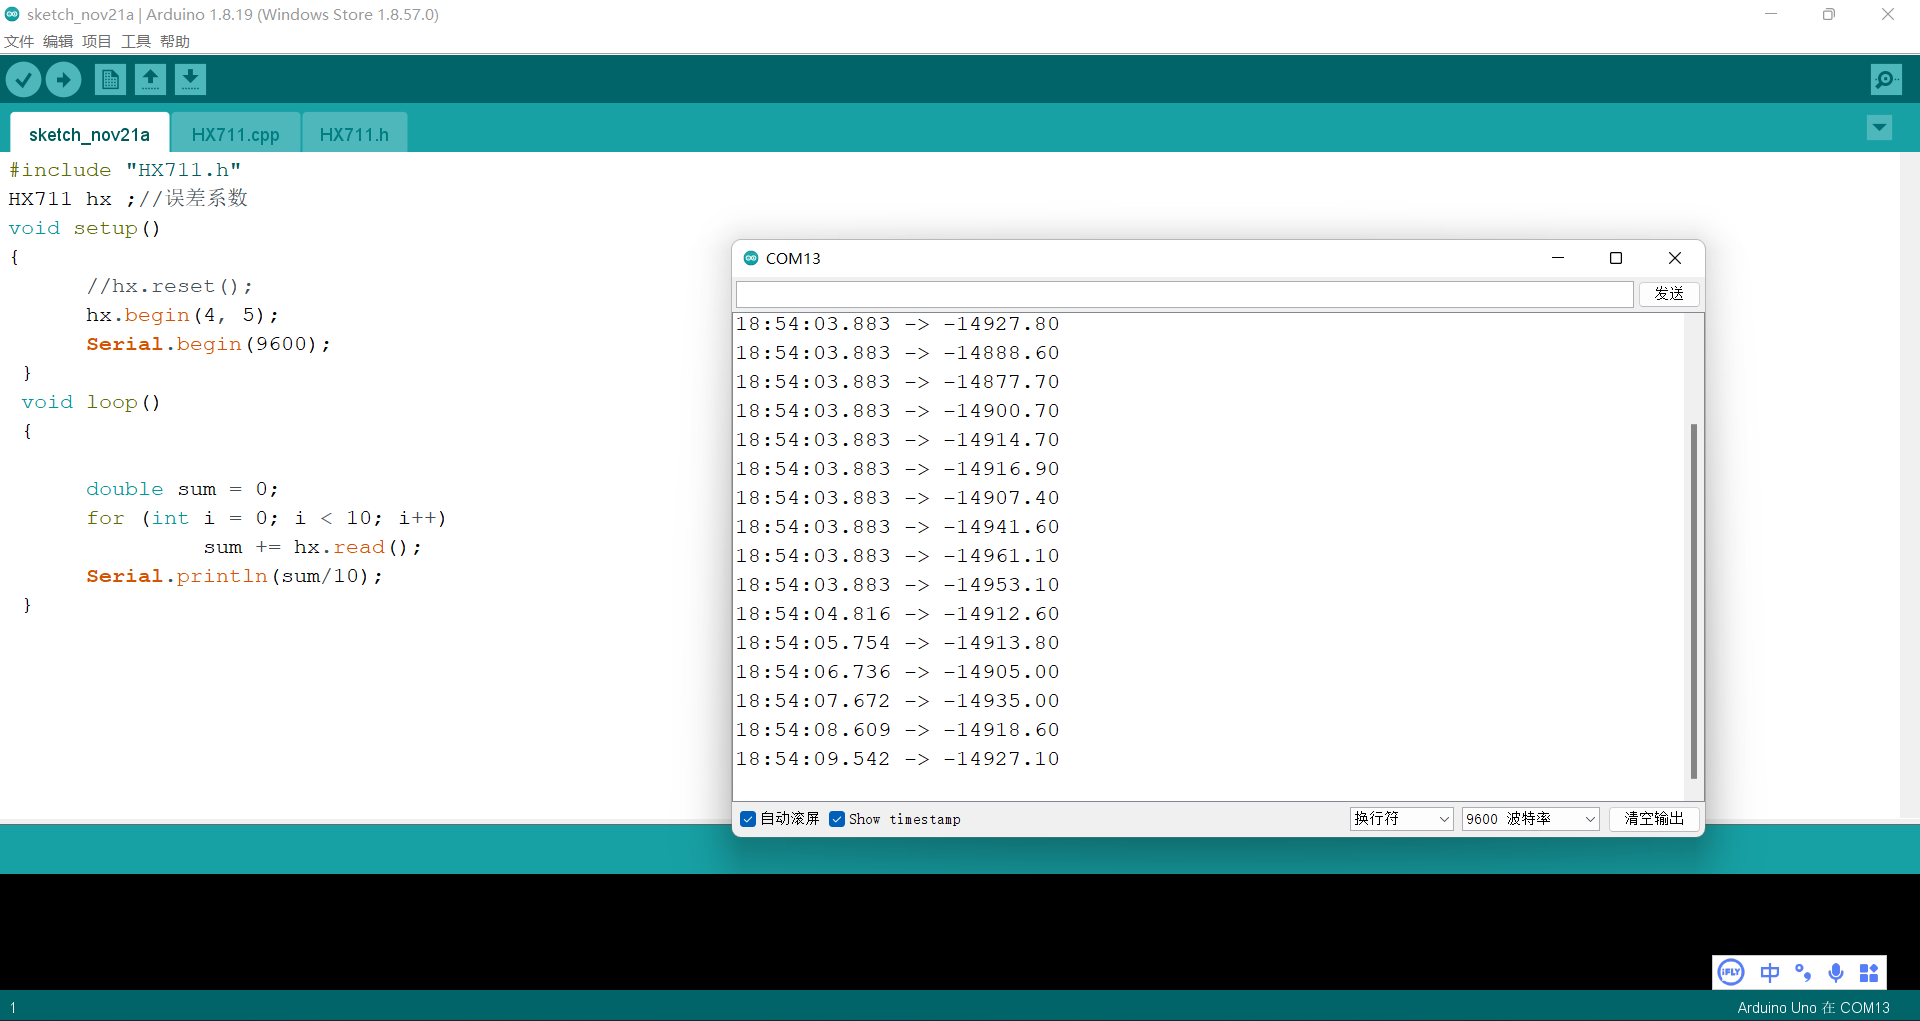 sketch_nov21a | Arduino 1.8.19 (Windows Store 1.8.57.0)
文件 编辑 项目 工具 帮助
sketch_nov21a HX711.cpp HX711.h
#include "HX711.h"
HX711 hx ;//误差系数
void setup()
{
//hx.reset();
hx.begin(4, 5);
Serial.begin(9600);
}
void loop()
{
double sum = 0;
for (int i = 0; i < 10; i++)
sum += hx.read();
Serial.println(sum/10);
}
COM13
发送
18:54:03.883 -> -14927.80
18:54:03.883 -> -14888.60
18:54:03.883 -> -14877.70
18:54:03.883 -> -14900.70
18:54:03.883 -> -14914.70
18:54:03.883 -> -14916.90
18:54:03.883 -> -14907.40
18:54:03.883 -> -14941.60
18:54:03.883 -> -14961.10
18:54:03.883 -> -14953.10
18:54:04.816 -> -14912.60
18:54:05.754 -> -14913.80
18:54:06.736 -> -14905.00
18:54:07.672 -> -14935.00
18:54:08.609 -> -14918.60
18:54:09.542 -> -14927.10
自动滚屏 Show timestamp 换行符 9600 波特率 清空输出
iFLY 中
1 Arduino Uno 在 COM13